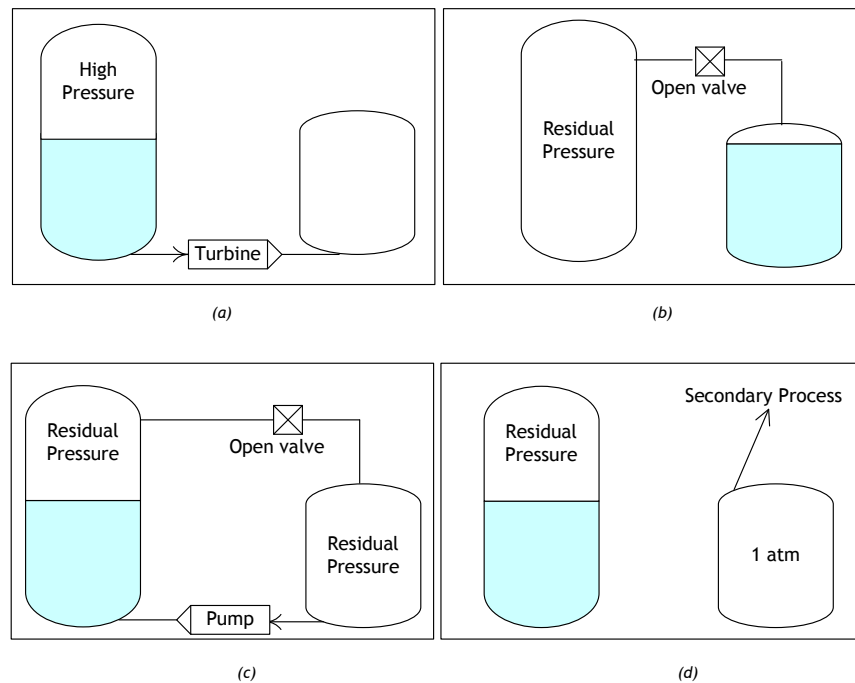 High
Pressure
Turbine
(a)
Open valve
Residual
Pressure
(b)
Residual
Pressure
Open valve
Residual
Pressure
Pump
(c)
Secondary Process
Residual
Pressure
1 atm
(d)